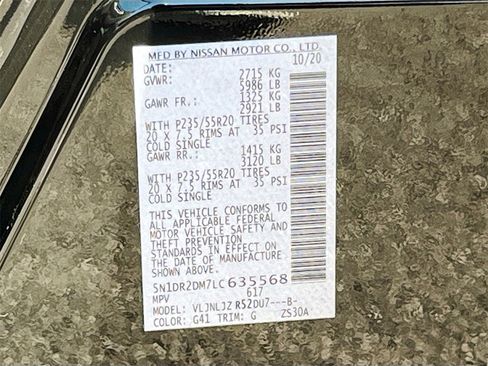 MFD BY NISSAN MOTOR CO., LTD.
DATE: 10/20
GVWR: 2715 KG
5986 LB
GAWR FR.: 1325 KG
2921 LB
WITH P235/55R20 TIRES
20 X 7.5 RIMS AT 35 PSI
COLD SINGLE
GAWR RR.: 1415 KG
3120 LB
WITH P235/55R20 TIRES
20 X 7.5 RIMS AT 35 PSI
COLD SINGLE
THIS VEHICLE CONFORMS TO
ALL APPLICABLE FEDERAL
MOTOR VEHICLE SAFETY AND
THEFT PREVENTION
STANDARDS IN EFFECT ON
THE DATE OF MANUFACTURE
SHOWN ABOVE.
5N1DR2DM7LC635568
MPV 617
MODEL: VLJNLJZ R52DU7---B-
COLOR: G41 TRIM: G ZS30A